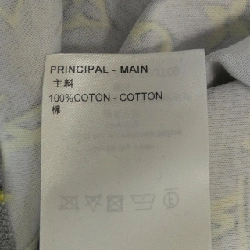 PRINCIPAL - MAIN
主料
100%COTON - COTTON
棉